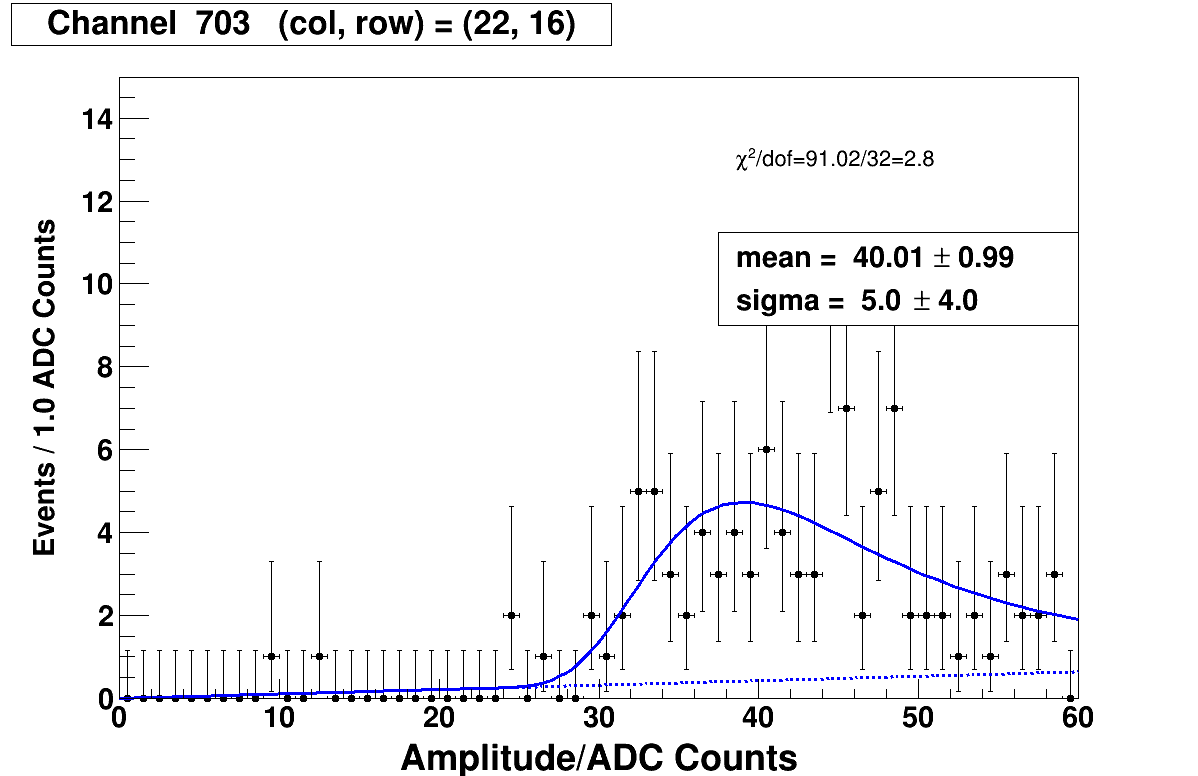 Channel 703 (col, row) = (22, 16)
14
12
10
8
6
4
2
0
χ²/dof=91.02/32=2.8
mean = 40.01 ± 0.99
sigma = 5.0 ± 4.0
Events / 1.0 ADC Counts
0 10 20 30 40 50 60
Amplitude/ADC Counts